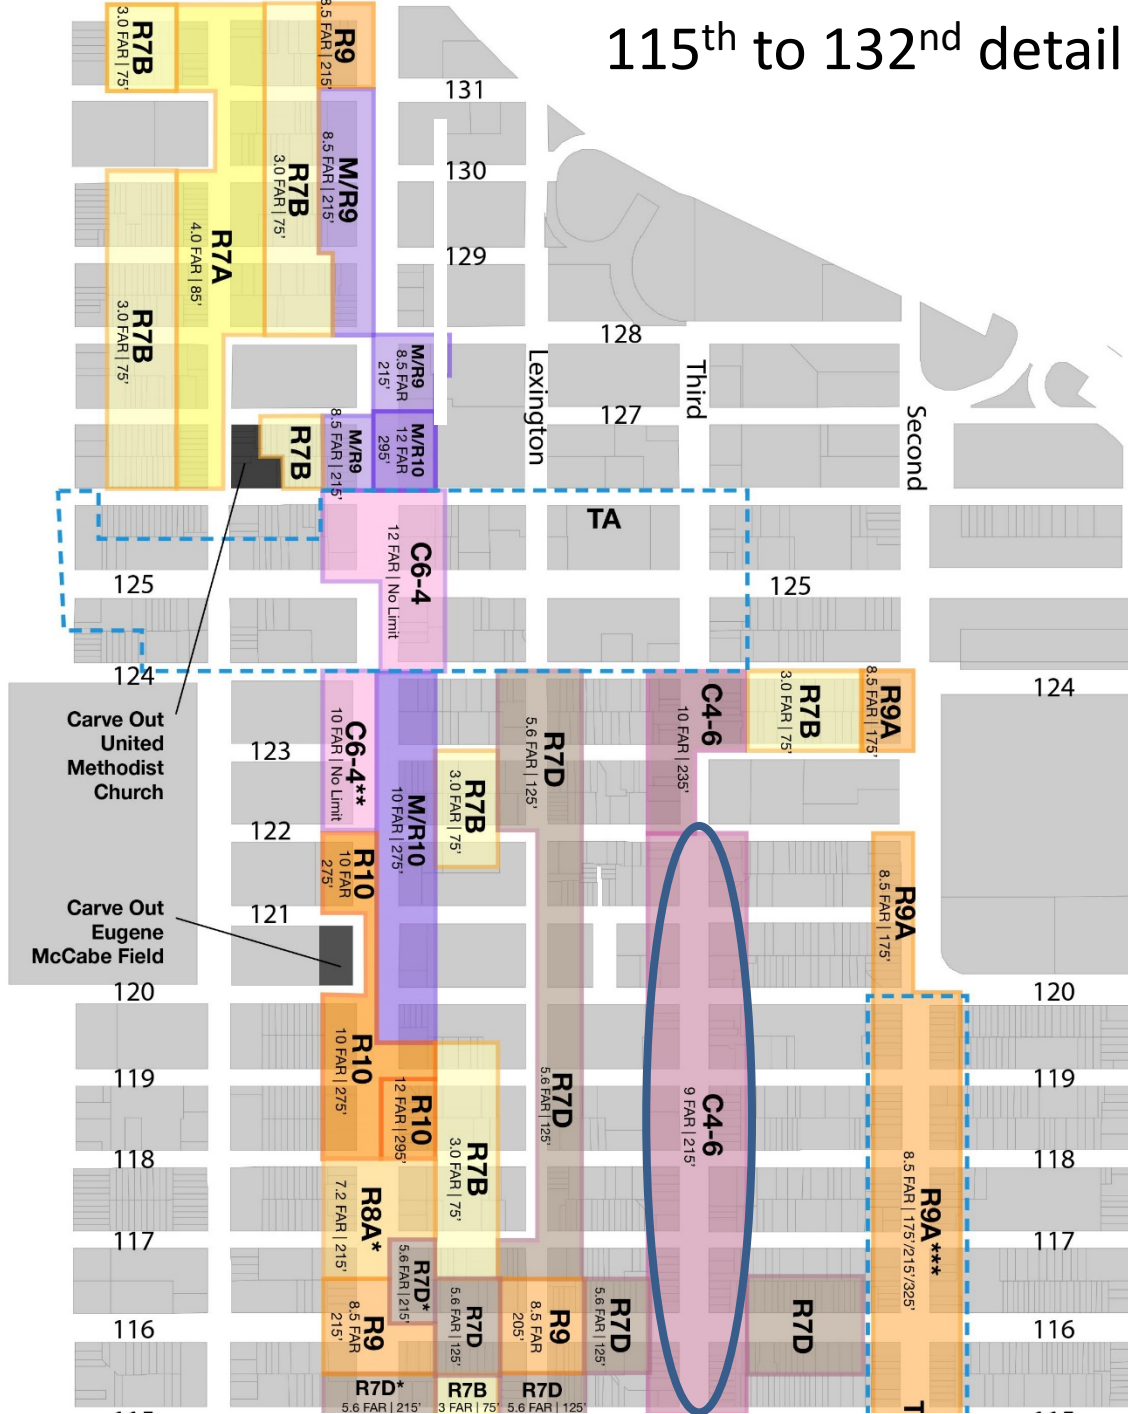 115th to 132nd detail
R7B
3.0 FAR | 75'
R9
8.5 FAR | 215'
131
130
129
128
127
M/R9
8.5 FAR | 215'
R7B
3.0 FAR | 75'
R7A
4.0 FAR | 85'
R7B
3.0 FAR | 75'
M/R9
8.5 FAR
215'
Lexington
Third
Second
R7B
M/R9
8.5 FAR | 215'
M/R10
12 FAR
295'
TA
C6-4
12 FAR | No Limit
125
125
124
124
Carve Out
United
Methodist
Church
C6-4**
10 FAR | No Limit
M/R10
10 FAR | 275'
R7B
3.0 FAR | 75'
R7D
5.6 FAR | 125'
C4-6
10 FAR | 235'
R7B
3.0 FAR | 75'
R9A
8.5 FAR | 175'
123
122
R10
10 FAR
275'
R9A
8.5 FAR | 175'
121
Carve Out
Eugene
McCabe Field
120
120
R10
10 FAR | 275'
R10
12 FAR | 295'
R7B
3.0 FAR | 75'
R7D
5.6 FAR | 125'
C4-6
9 FAR | 215'
R9A***
8.5 FAR | 175'/215'/325'
119
119
118
118
R8A*
7.2 FAR | 215'
117
117
R7D*
5.6 FAR | 215'
R9
8.5 FAR
215'
R7D
5.6 FAR | 125'
R9
8.5 FAR
205'
R7D
5.6 FAR | 125'
R7D
116
116
R7D*
5.6 FAR | 215'
R7B
3 FAR | 75'
R7D
5.6 FAR | 125'